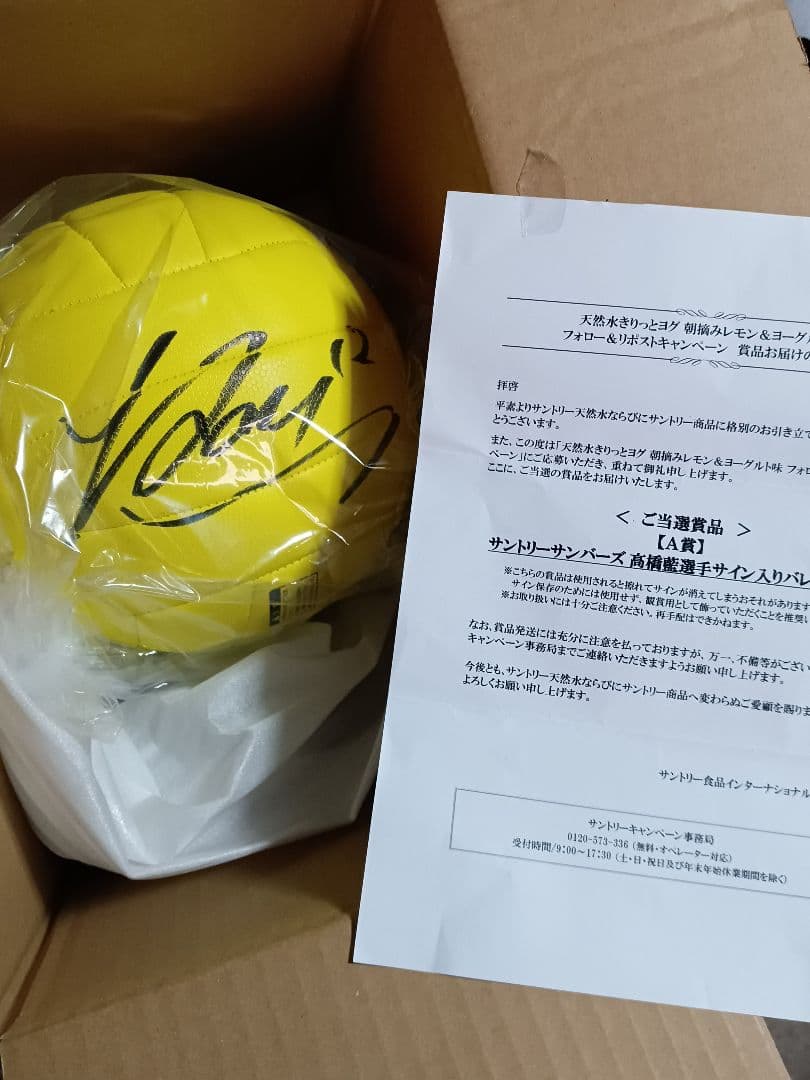 12
天然水きりっとヨグ 朝摘みレモン＆ヨーグル
フォロー＆リポストキャンペーン 賞品お届けの
拝啓
平素よりサントリー天然水ならびにサントリー商品に格別のお引き立て
とうございます。
また、この度は「天然水きりっとヨグ 朝摘みレモン＆ヨーグルト味 フォロ
ペーン」にご応募いただき、重ねて御礼申し上げます。
ここに、ご当選の賞品をお届けいたします。
＜ ご当選賞品 ＞
【A賞】
サントリーサンバーズ 髙橋藍選手サイン入りバレ
※こちらの賞品は使用されると擦れてサインが消えてしまうおそれがあります
サイン保存のためには使用せず、観賞用として飾っていただくことを推奨い
※お取り扱いには十分ご注意ください。再手配はできかねます。
なお、賞品発送には充分に注意を払っておりますが、万一、不備等がござい
キャンペーン事務局までご連絡いただきますようお願い申し上げます。
今後とも、サントリー天然水ならびにサントリー商品へ変わらぬご愛顧を賜りま
よろしくお願い申し上げます。
サントリー食品インターナショナル
サントリーキャンペーン事務局
0120-573-336（無料・オペレーター対応）
受付時間/9:00～17:30（土・日・祝日及び年末年始休業期間を除く）